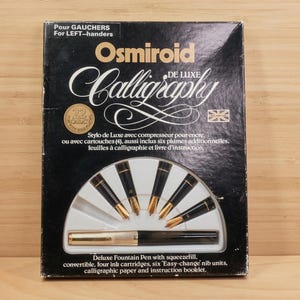 Pour GAUCHERS
For LEFT-handers
Osmiroid
DE LUXE
Calligraphy
Stylo de Luxe avec compresseur pour encre,
ou avec cartouches (4), aussi inclus six plumes additionnelles,
feuilles à calligraphie et livre d'instruction.
Deluxe Fountain Pen with squeezefill,
convertible, four ink cartridges, six 'Easy-change' nib units,
calligraphic paper and instruction booklet.